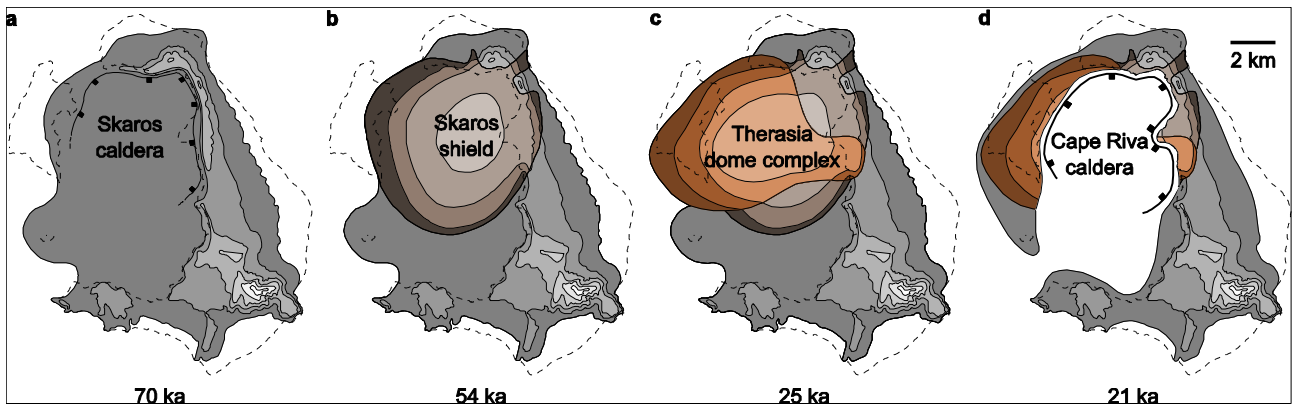 a
b
c
d
2 km
Skaros
caldera
Skaros
shield
Therasia
dome complex
Cape Riva
caldera
70 ka
54 ka
25 ka
21 ka